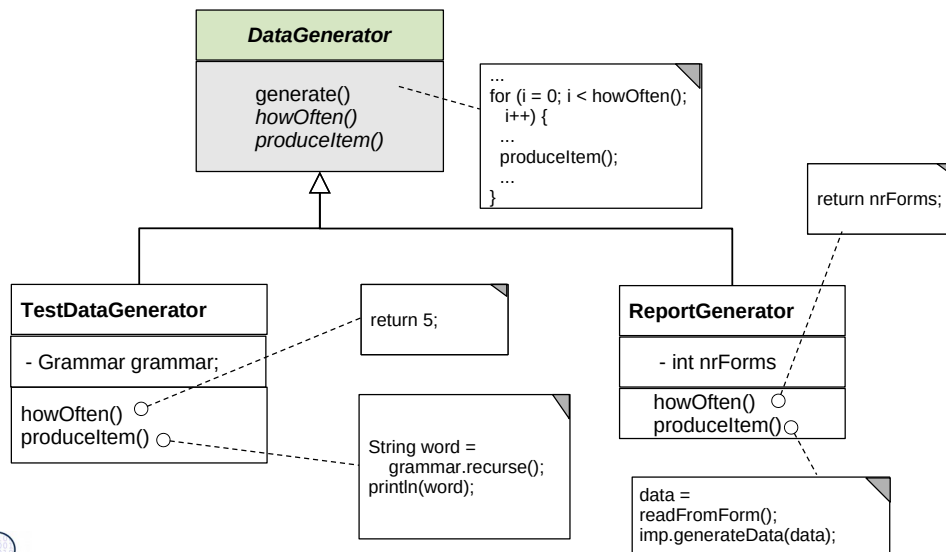 DataGenerator
generate()
howOften()
produceItem()
...
for (i = 0; i < howOften();
i++) {
...
produceItem();
...
}
return nrForms;
TestDataGenerator
- Grammar grammar;
howOften()
produceItem()
return 5;
String word =
grammar.recurse();
println(word);
ReportGenerator
- int nrForms
howOften()
produceItem()
data =
readFromForm();
imp.generateData(data);